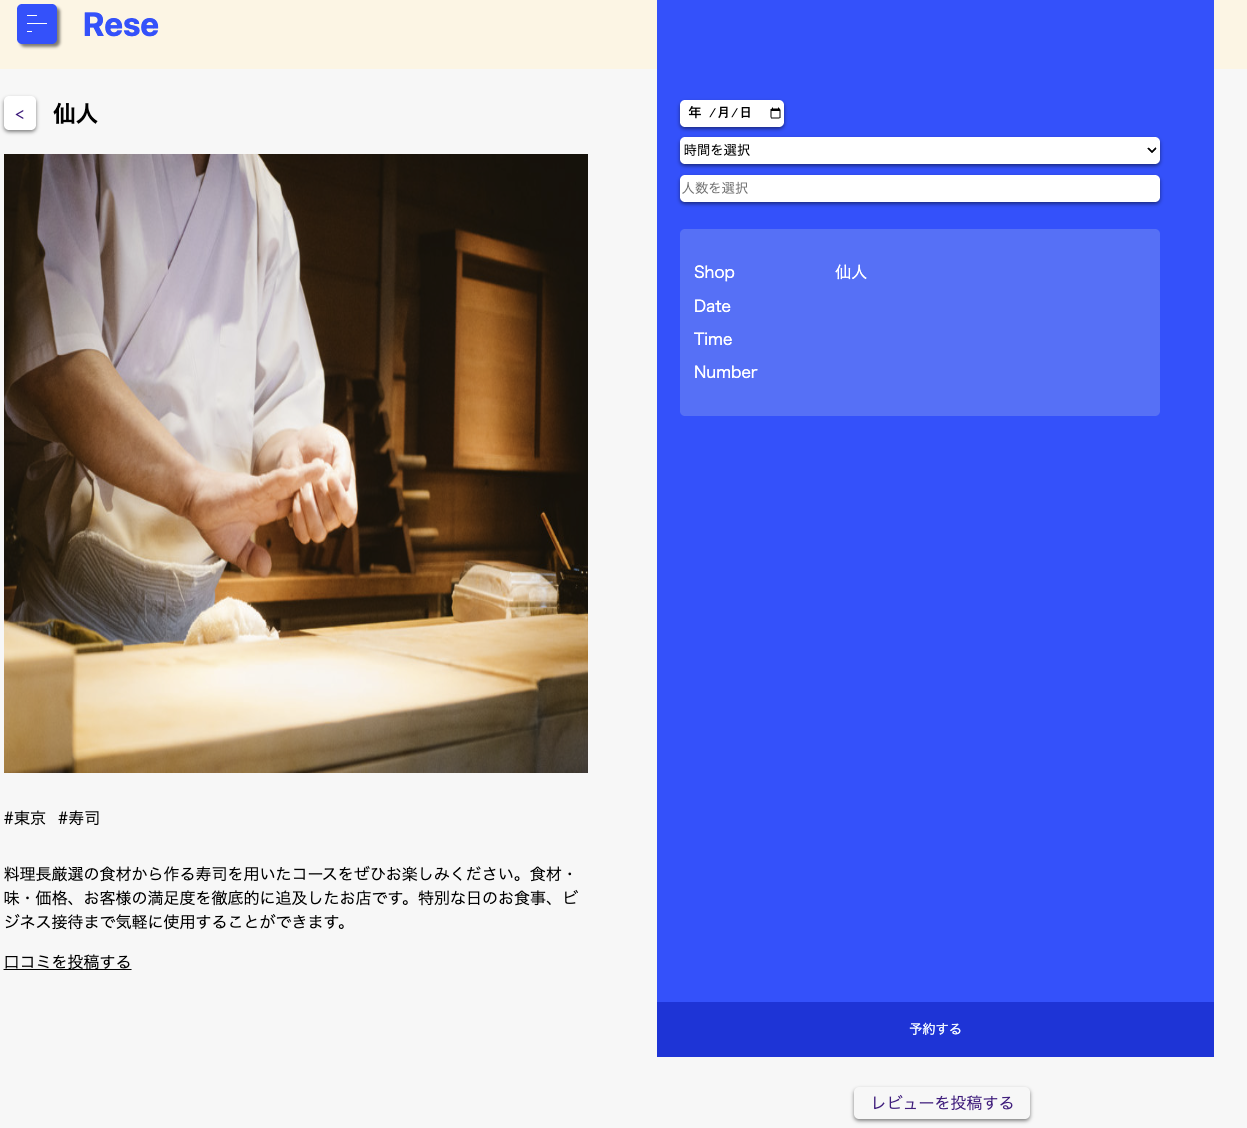 Rese
<
仙人
#東京 #寿司
料理長厳選の食材から作る寿司を用いたコースをぜひお楽しみください。食材・
味・価格、お客様の満足度を徹底的に追及したお店です。特別な日のお食事、ビ
ジネス接待まで気軽に使用することができます。
口コミを投稿する
年 /月/日
時間を選択
人数を選択
Shop 仙人
Date
Time
Number
予約する
レビューを投稿する